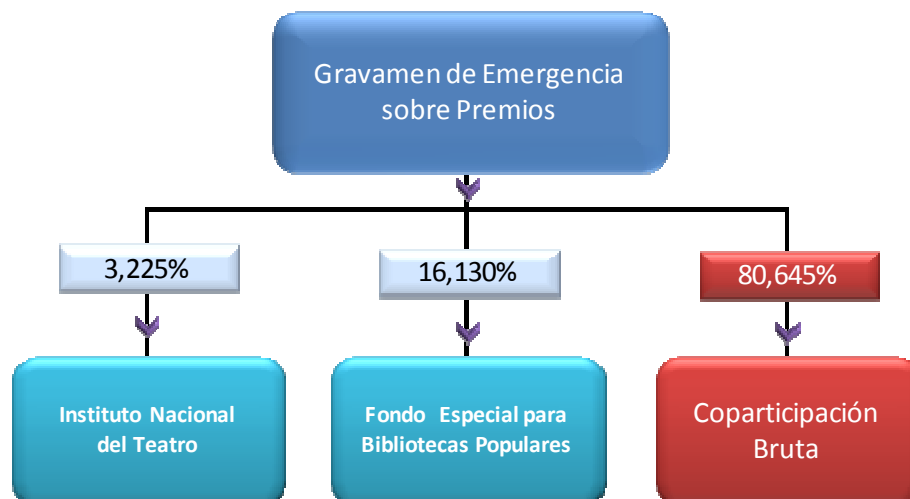 Gravamen de Emergencia
sobre Premios
3,225%
16,130%
80,645%
Instituto Nacional
del Teatro
Fondo Especial para
Bibliotecas Populares
Coparticipación
Bruta